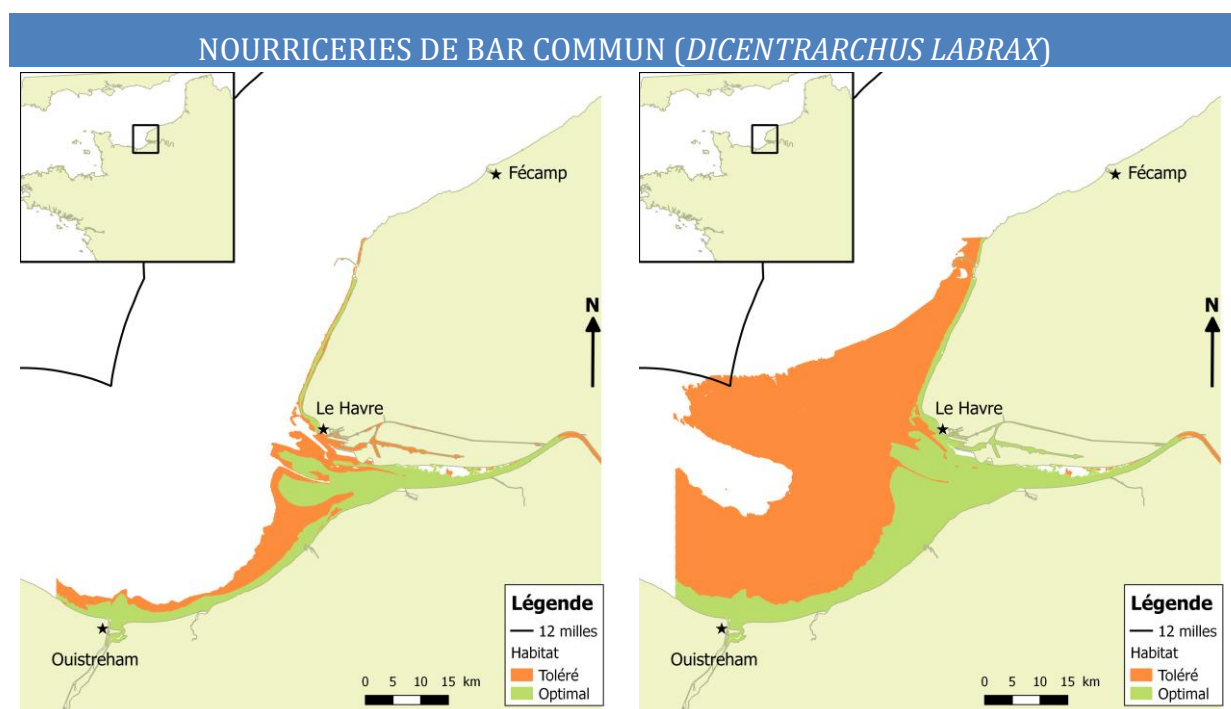 NOURRICERIES DE BAR COMMUN (DICENTRARCHUS LABRAX)
Fécamp
N
Le Havre
Ouistreham
Légende
12 milles
Habitat
Toléré
Optimal
0 5 10 15 km
Fécamp
N
Le Havre
Ouistreham
Légende
12 milles
Habitat
Toléré
Optimal
0 5 10 15 km